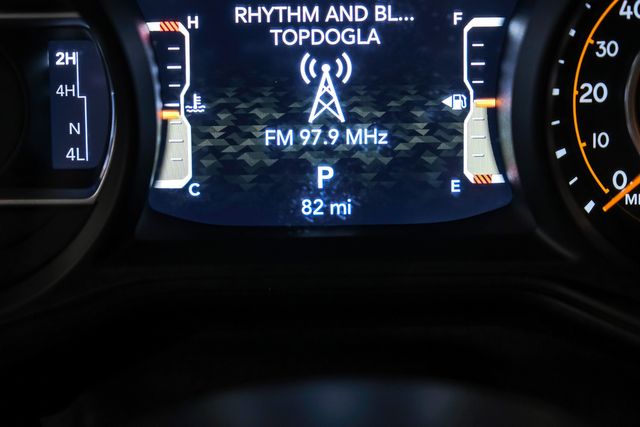 2H
4H
N
4L
H
C
RHYTHM AND BL...
TOPDOGLA
FM 97.9 MHz
P
82 mi
F
E
40
30
20
10
0